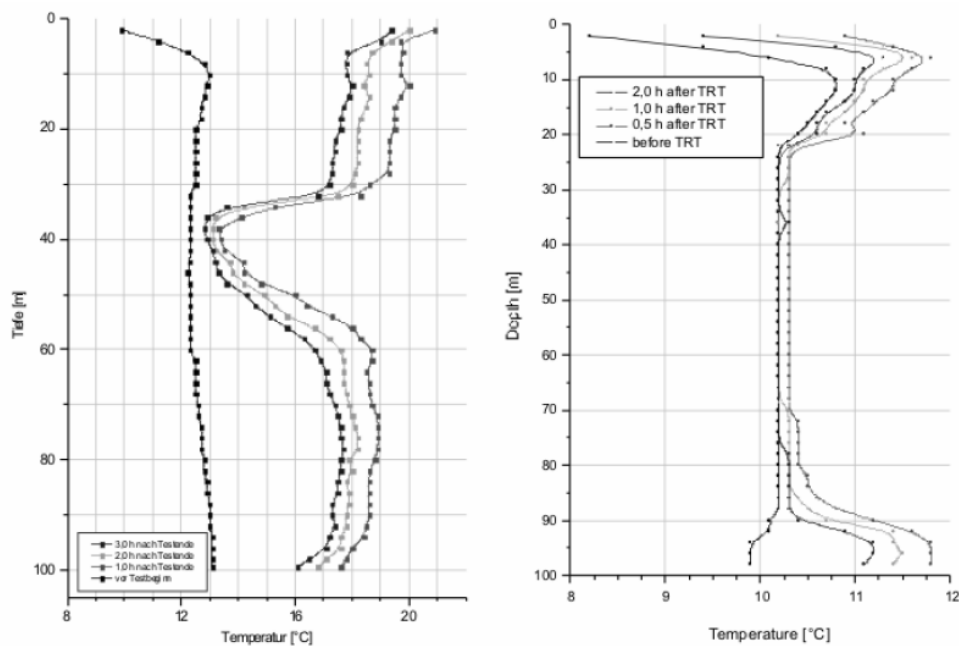 0
20
40
60
80
100
Tiefe [m]
3,0 h nach Testende
2,0 h nach Testende
1,0 h nach Testende
vor Testbeginn
8
12
16
20
Temperatur [°C]
0
10
20
30
40
50
60
70
80
90
100
Depth [m]
2,0 h after TRT
1,0 h after TRT
0,5 h after TRT
before TRT
8
9
10
11
12
Temperature [°C]